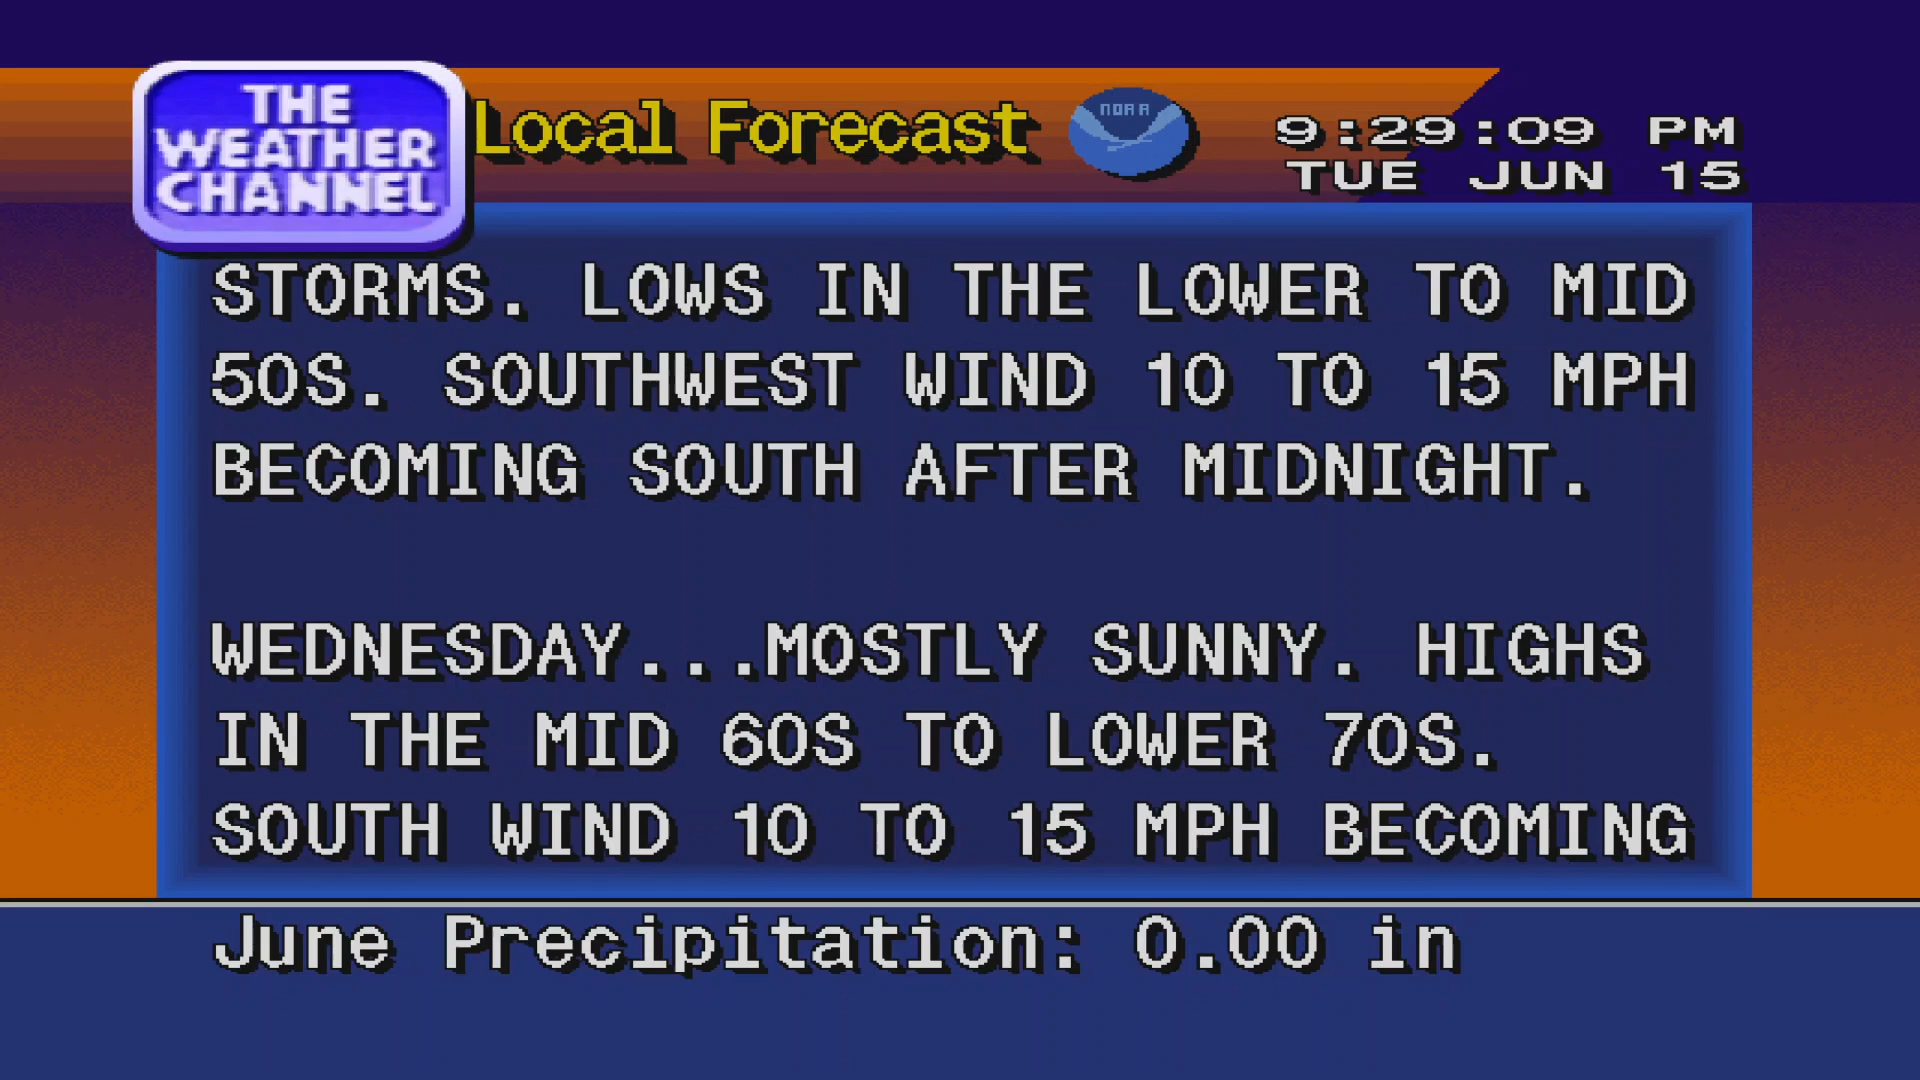 THE
WEATHER
CHANNEL
Local Forecast
NOAA
9:29:09 PM
TUE JUN 15
STORMS. LOWS IN THE LOWER TO MID
50S. SOUTHWEST WIND 10 TO 15 MPH
BECOMING SOUTH AFTER MIDNIGHT.
WEDNESDAY...MOSTLY SUNNY. HIGHS
IN THE MID 60S TO LOWER 70S.
SOUTH WIND 10 TO 15 MPH BECOMING
June Precipitation: 0.00 in